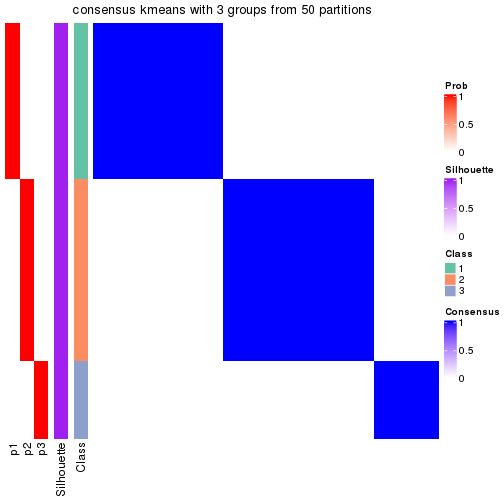 consensus kmeans with 3 groups from 50 partitions
Prob
1
0.5
0
Silhouette
1
0.5
0
Class
1
2
3
Consensus
1
0.5
0
p1
p2
p3
Silhouette
Class